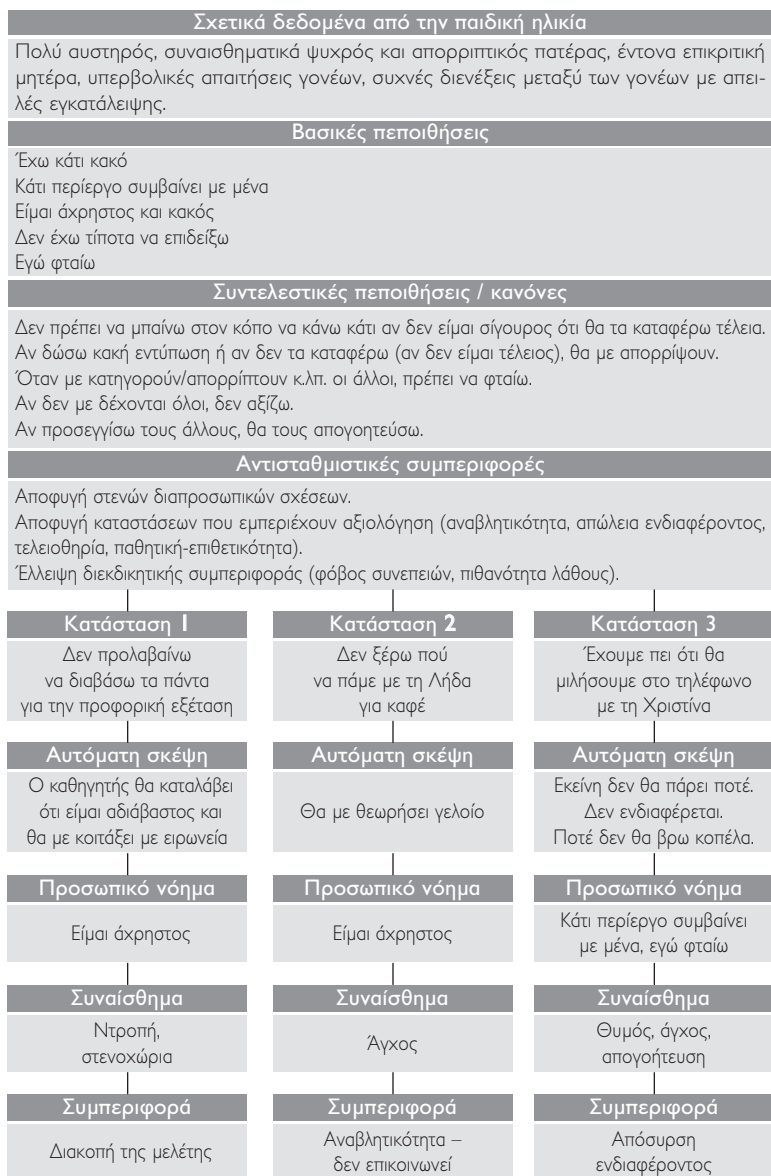 Σχετικά δεδομένα από την παιδική ηλικία
Πολύ αυστηρός, συναισθηματικά ψυχρός και απορριπτικός πατέρας, έντονα επικριτική
μητέρα, υπερβολικές απαιτήσεις γονέων, συχνές διενέξεις μεταξύ των γονέων με απει-
λές εγκατάλειψης.
Βασικές πεποιθήσεις
Έχω κάτι κακό
Κάτι περίεργο συμβαίνει με μένα
Είμαι άχρηστος και κακός
Δεν έχω τίποτα να επιδείξω
Εγώ φταίω
Συντελεστικές πεποιθήσεις / κανόνες
Δεν πρέπει να μπαίνω στον κόπο να κάνω κάτι αν δεν είμαι σίγουρος ότι θα τα καταφέρω τέλεια.
Αν δώσω κακή εντύπωση ή αν δεν τα καταφέρω (αν δεν είμαι τέλειος), θα με απορρίψουν.
Όταν με κατηγορούν/απορρίπτουν κ.λπ. οι άλλοι, πρέπει να φταίω.
Αν δεν με δέχονται όλοι, δεν αξίζω.
Αν προσεγγίσω τους άλλους, θα τους απογοητεύσω.
Αντισταθμιστικές συμπεριφορές
Αποφυγή στενών διαπροσωπικών σχέσεων.
Αποφυγή καταστάσεων που εμπεριέχουν αξιολόγηση (αναβλητικότητα, απώλεια ενδιαφέροντος,
τελειοθηρία, παθητική-επιθετικότητα).
Έλλειψη διεκδικητικής συμπεριφοράς (φόβος συνεπειών, πιθανότητα λάθους).
Κατάσταση 1
Δεν προλαβαίνω
να διαβάσω τα πάντα
για την προφορική εξέταση
Αυτόματη σκέψη
Ο καθηγητής θα καταλάβει
ότι είμαι αδιάβαστος και
θα με κοιτάξει με ειρωνεία
Προσωπικό νόημα
Είμαι άχρηστος
Συναίσθημα
Ντροπή,
στενοχώρια
Συμπεριφορά
Διακοπή της μελέτης
Κατάσταση 2
Δεν ξέρω πού
να πάμε με τη Λήδα
για καφέ
Αυτόματη σκέψη
Θα με θεωρήσει γελοίο
Προσωπικό νόημα
Είμαι άχρηστος
Συναίσθημα
Άγχος
Συμπεριφορά
Αναβλητικότητα –
δεν επικοινωνεί
Κατάσταση 3
Έχουμε πει ότι θα
μιλήσουμε στο τηλέφωνο
με τη Χριστίνα
Αυτόματη σκέψη
Εκείνη δεν θα πάρει ποτέ.
Δεν ενδιαφέρεται.
Ποτέ δεν θα βρω κοπέλα.
Προσωπικό νόημα
Κάτι περίεργο συμβαίνει
με μένα, εγώ φταίω
Συναίσθημα
Θυμός, άγχος,
απογοήτευση
Συμπεριφορά
Απόσυρση
ενδιαφέροντος